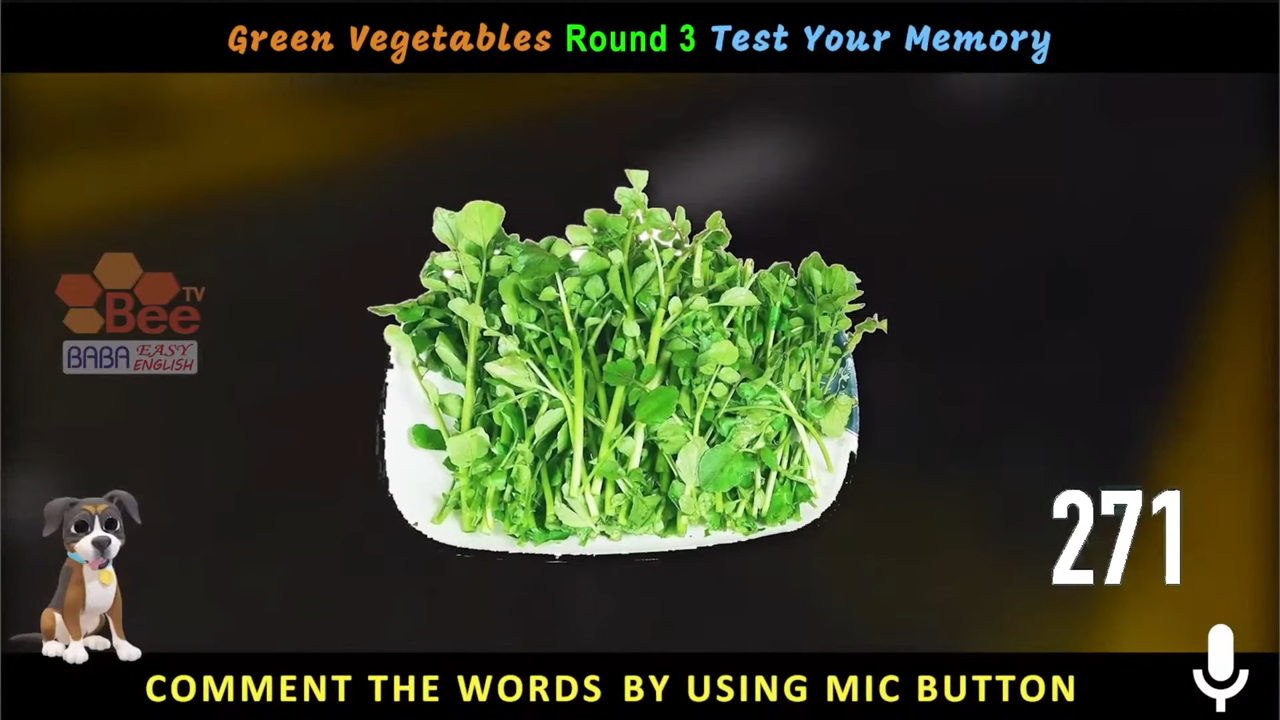 Green Vegetables Round 3 Test Your Memory
Bee TV
BABA EASY ENGLISH
271
COMMENT THE WORDS BY USING MIC BUTTON